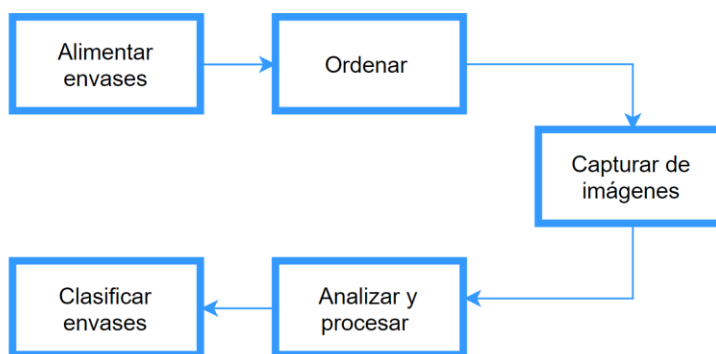 Alimentar
envases
Ordenar
Capturar de
imágenes
Analizar y
procesar
Clasificar
envases